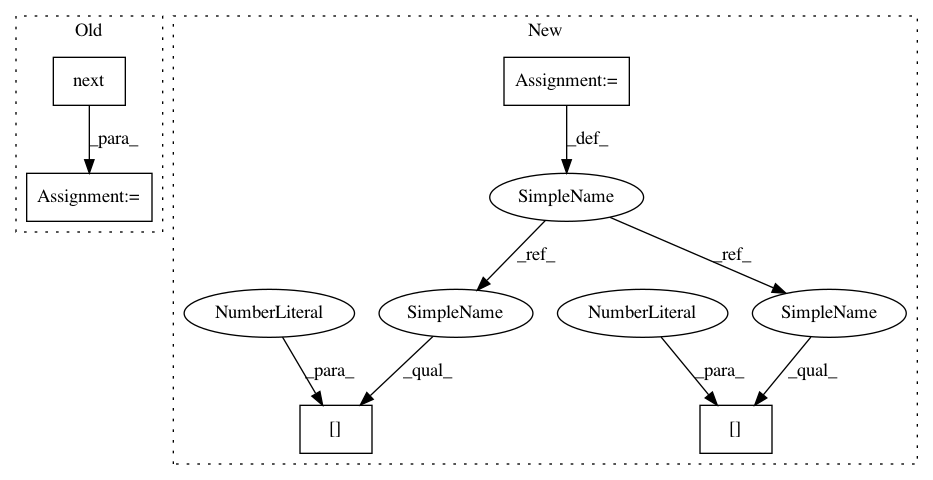 Old
New
next
Assignment:=
_para_
_def_
Assignment:=
SimpleName
_ref_
_ref_
NumberLiteral
SimpleName
NumberLiteral
SimpleName
_para_
_qual_
_para_
_qual_
[]
[]